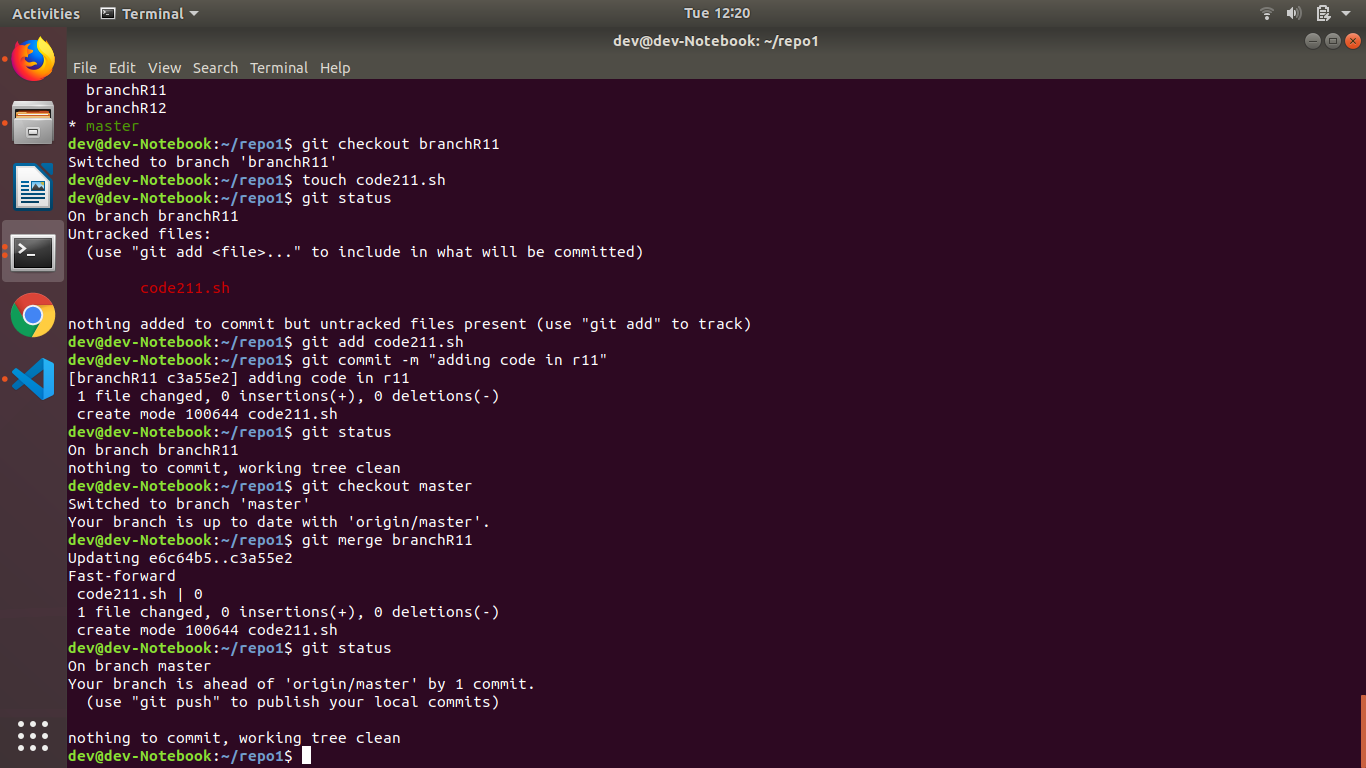 Activities Terminal Tue 12:20
dev@dev-Notebook: ~/repo1
File Edit View Search Terminal Help
  branchR11
  branchR12
* master
dev@dev-Notebook:~/repo1$ git checkout branchR11
Switched to branch 'branchR11'
dev@dev-Notebook:~/repo1$ touch code211.sh
dev@dev-Notebook:~/repo1$ git status
On branch branchR11
Untracked files:
  (use "git add <file>..." to include in what will be committed)

        code211.sh

nothing added to commit but untracked files present (use "git add" to track)
dev@dev-Notebook:~/repo1$ git add code211.sh
dev@dev-Notebook:~/repo1$ git commit -m "adding code in r11"
[branchR11 c3a55e2] adding code in r11
 1 file changed, 0 insertions(+), 0 deletions(-)
 create mode 100644 code211.sh
dev@dev-Notebook:~/repo1$ git status
On branch branchR11
nothing to commit, working tree clean
dev@dev-Notebook:~/repo1$ git checkout master
Switched to branch 'master'
Your branch is up to date with 'origin/master'.
dev@dev-Notebook:~/repo1$ git merge branchR11
Updating e6c64b5..c3a55e2
Fast-forward
 code211.sh | 0
 1 file changed, 0 insertions(+), 0 deletions(-)
 create mode 100644 code211.sh
dev@dev-Notebook:~/repo1$ git status
On branch master
Your branch is ahead of 'origin/master' by 1 commit.
  (use "git push" to publish your local commits)

nothing to commit, working tree clean
dev@dev-Notebook:~/repo1$